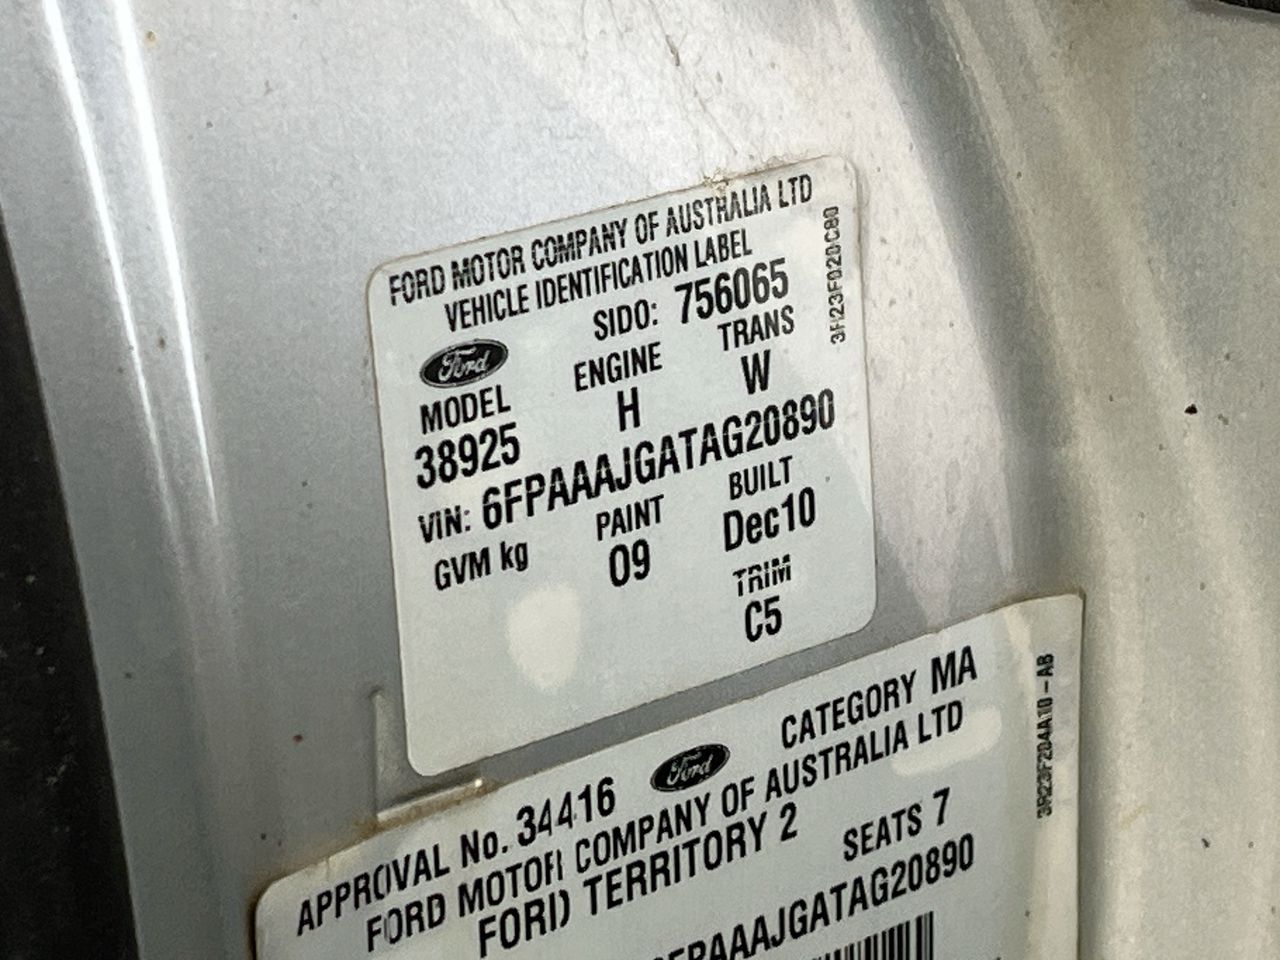 FORD MOTOR COMPANY OF AUSTRALIA LTD
VEHICLE IDENTIFICATION LABEL
SIDO: 756065
Ford
MODEL ENGINE TRANS
38925 H W
VIN: 6FPAAAJGATAG20890
GVM kg PAINT BUILT
09 Dec10
TRIM
C5
3R23F020C80
APPROVAL No. 34416 Ford CATEGORY MA
FORD MOTOR COMPANY OF AUSTRALIA LTD
FORD TERRITORY 2 SEATS 7
6FPAAAJGATAG20890
3R23F204A10-AB